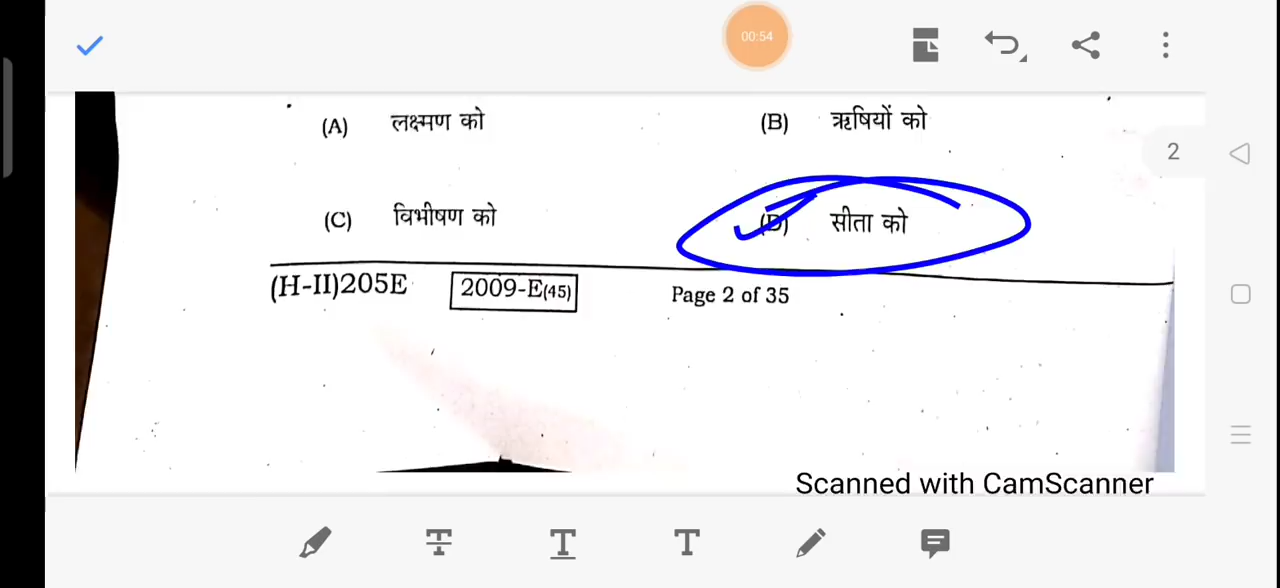 00:54
(A) लक्ष्मण को (B) ऋषियों को
2
(C) विभीषण को (D) सीता को
(H-II)205E 2009-E(45) Page 2 of 35
Scanned with CamScanner
T T T